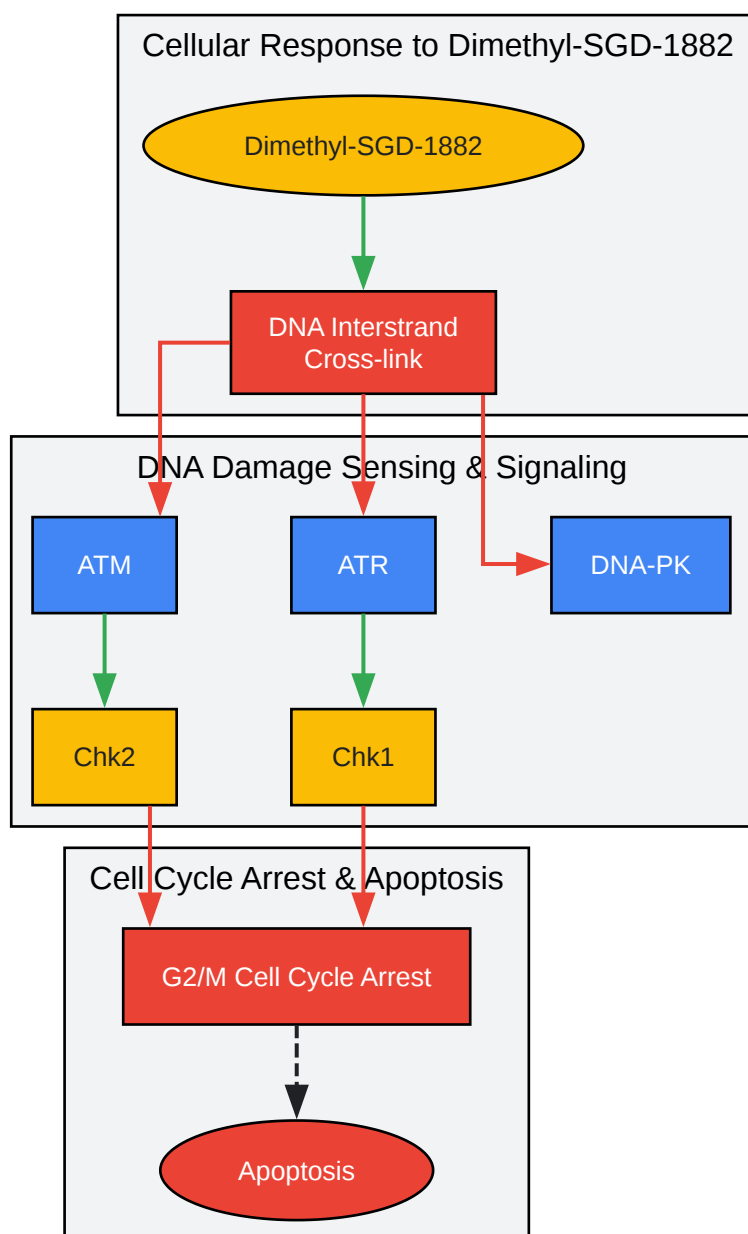 Cellular Response to Dimethyl-SGD-1882
Dimethyl-SGD-1882
DNA Interstrand
Cross-link
DNA Damage Sensing & Signaling
ATM
ATR
DNA-PK
Chk2
Chk1
Cell Cycle Arrest & Apoptosis
G2/M Cell Cycle Arrest
Apoptosis